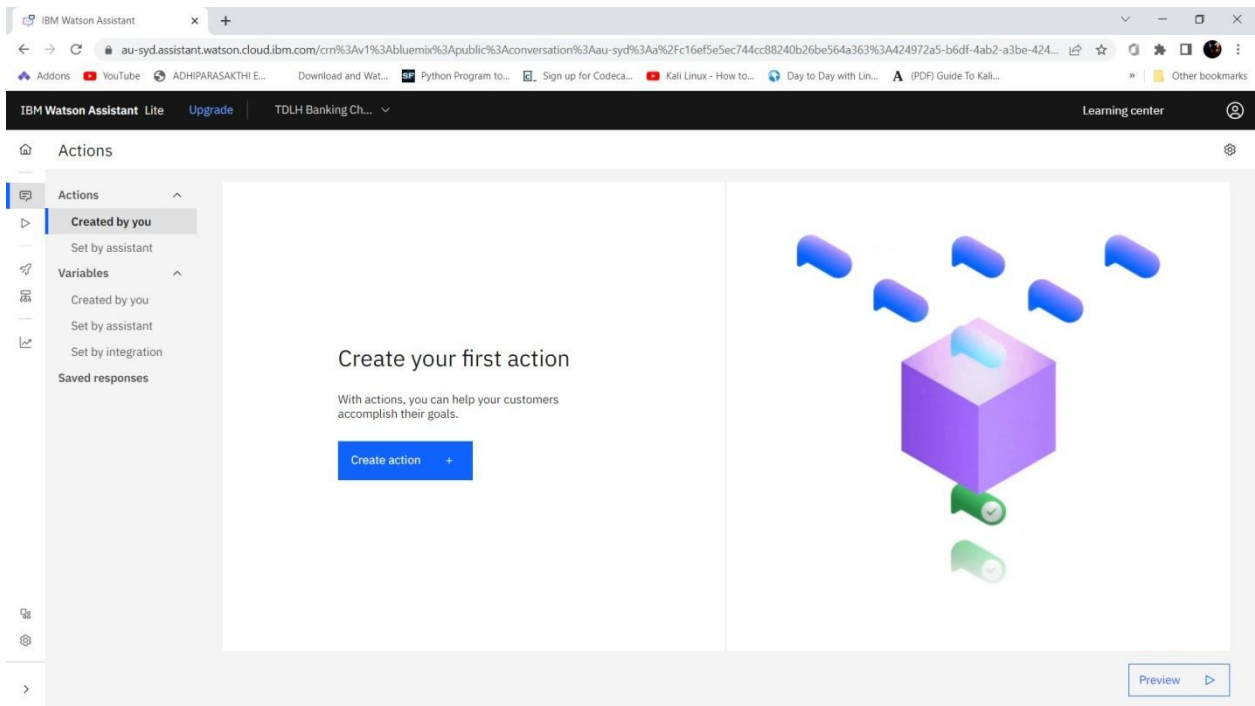 IBM Watson Assistant
au-syd.assistant.watson.cloud.ibm.com/crn%3Av1%3Abluemix%3Apublic%3Aconversation%3Aau-syd%3Aa%2Fc16ef5e5ec744cc88240b26be564a363%3A424972a5-b6df-4ab2-a3be-424...
Addons YouTube ADHIPARASAKTHI E... Download and Wat... SF Python Program to... Sign up for Codeca... Kali Linux - How to... Day to Day with Lin... A (PDF) Guide To Kali... » Other bookmarks
IBM Watson Assistant Lite Upgrade TDLH Banking Ch... Learning center
Actions
Actions
Created by you
Set by assistant
Variables
Created by you
Set by assistant
Set by integration
Saved responses
Create your first action
With actions, you can help your customers
accomplish their goals.
Create action +
Preview